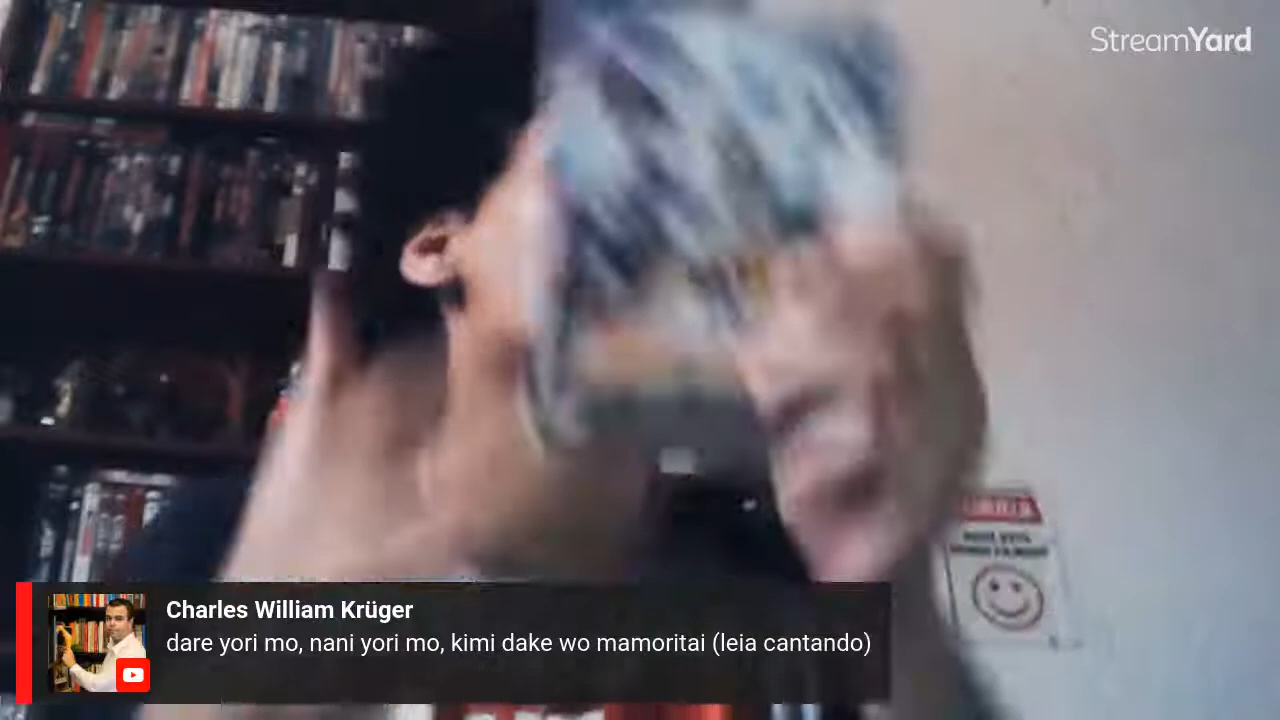 StreamYard
Charles William Krüger
dare yori mo, nani yori mo, kimi dake wo mamoritai (leia cantando)